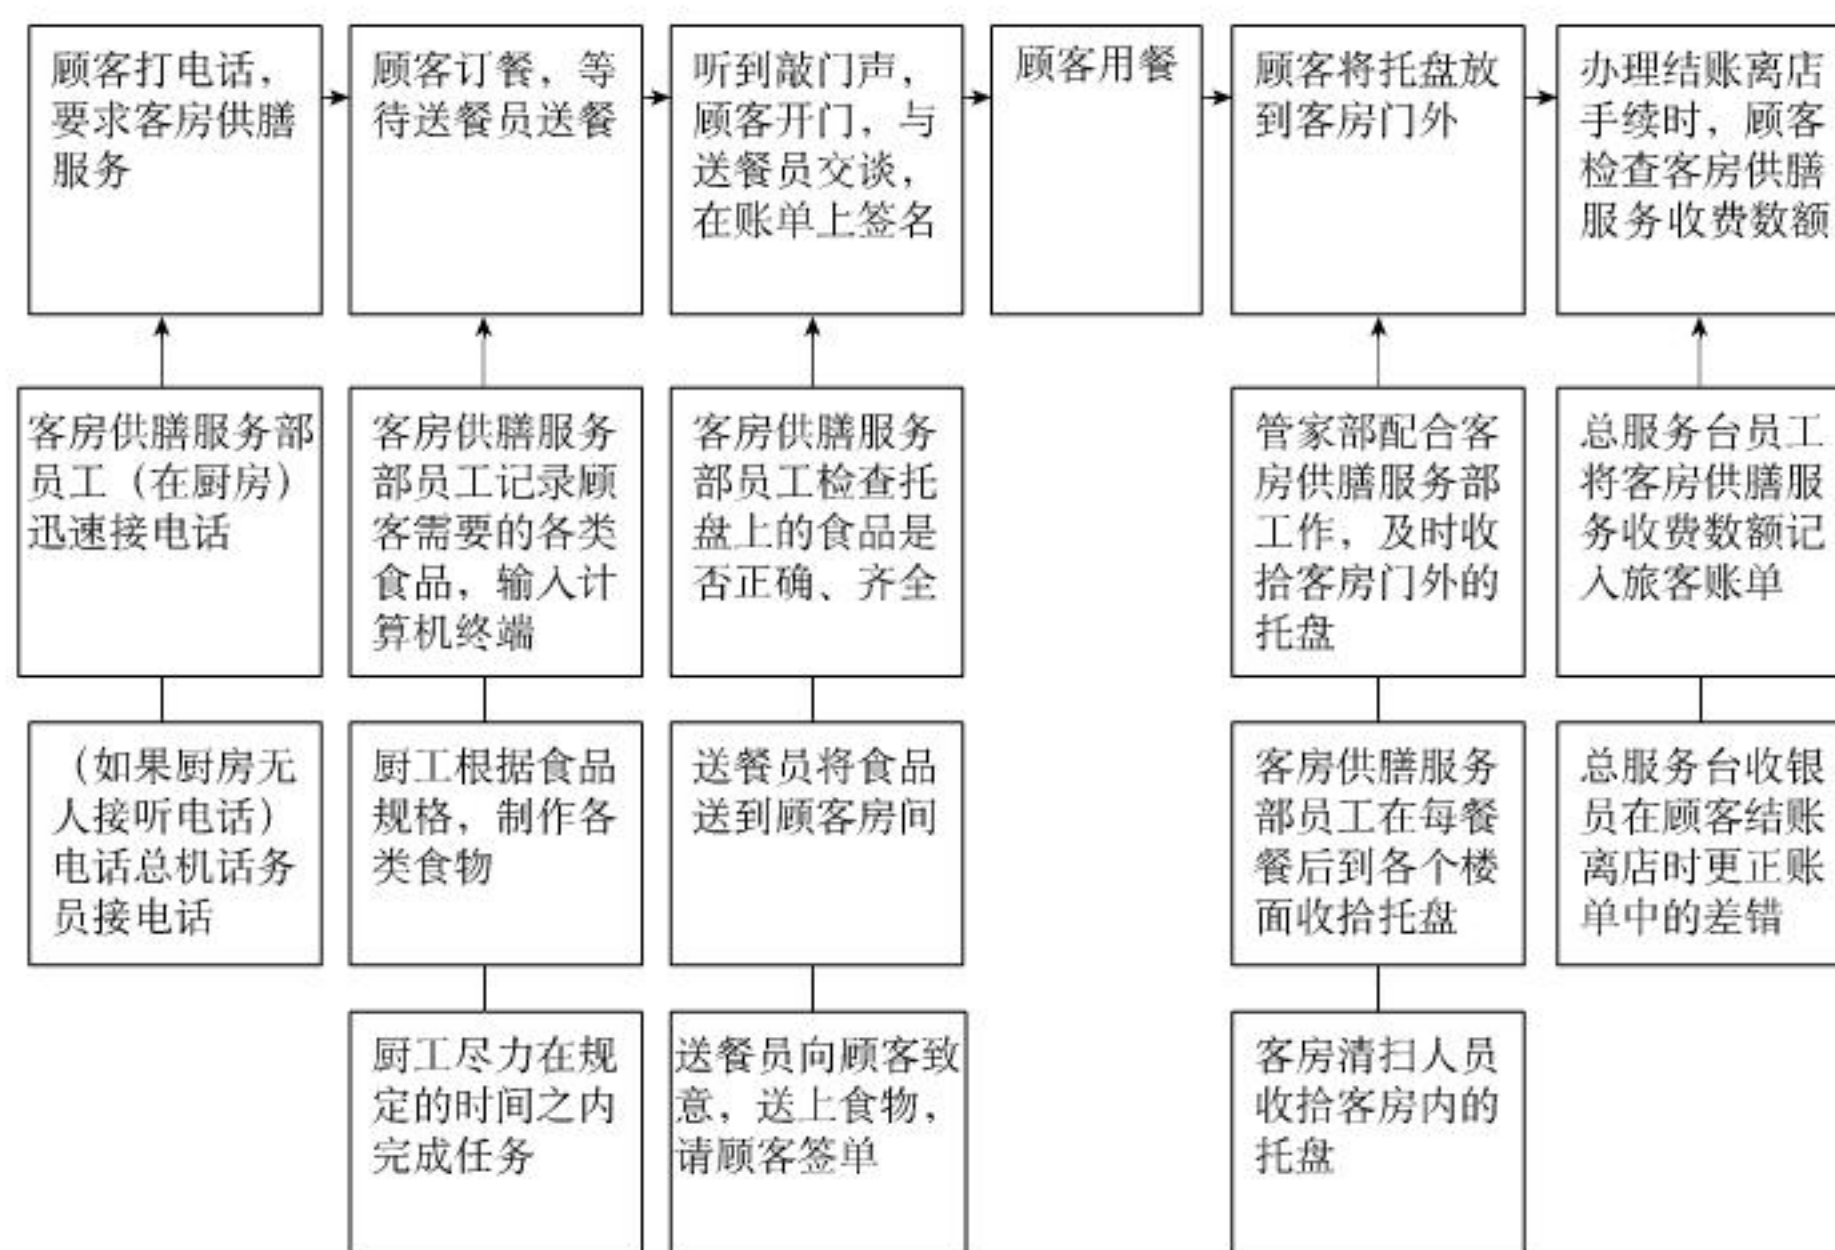 顾客打电话，
要求客房供膳
服务
顾客订餐，等
待送餐员送餐
听到敲门声，
顾客开门，与
送餐员交谈，
在账单上签名
顾客用餐
顾客将托盘放
到客房门外
办理结账离店
手续时，顾客
检查客房供膳
服务收费数额
客房供膳服务部
员工（在厨房）
迅速接电话
客房供膳服务
部员工记录顾
客需要的各类
食品，输入计
算机终端
客房供膳服务
部员工检查托
盘上的食品是
否正确、齐全
管家部配合客
房供膳服务部
工作，及时收
拾客房门外的
托盘
总服务台员工
将客房供膳服
务收费数额记
入旅客账单
（如果厨房无
人接听电话）
电话总机话务
员接电话
厨工根据食品
规格，制作各
类食物
送餐员将食品
送到顾客房间
客房供膳服务
部员工在每餐
餐后到各个楼
面收拾托盘
总服务台收银
员在顾客结账
离店时更正账
单中的差错
厨工尽力在规
定的时间之内
完成任务
送餐员向顾客致
意，送上食物，
请顾客签单
客房清扫人员
收拾客房内的
托盘